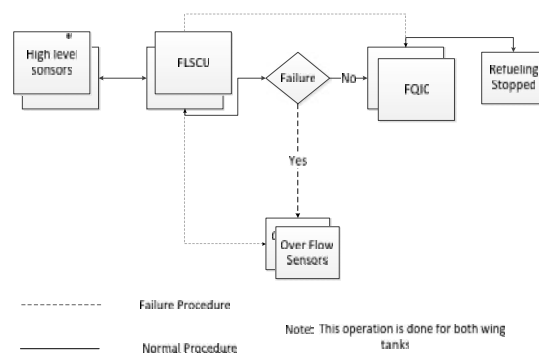 High level
sonsors
FLSCU
Failure
No
FQIC
Refueling
Stopped
Yes
Over Flow
Sensors
Failure Procedure
Normal Procedure
Note: This operation is done for both wing
tanks